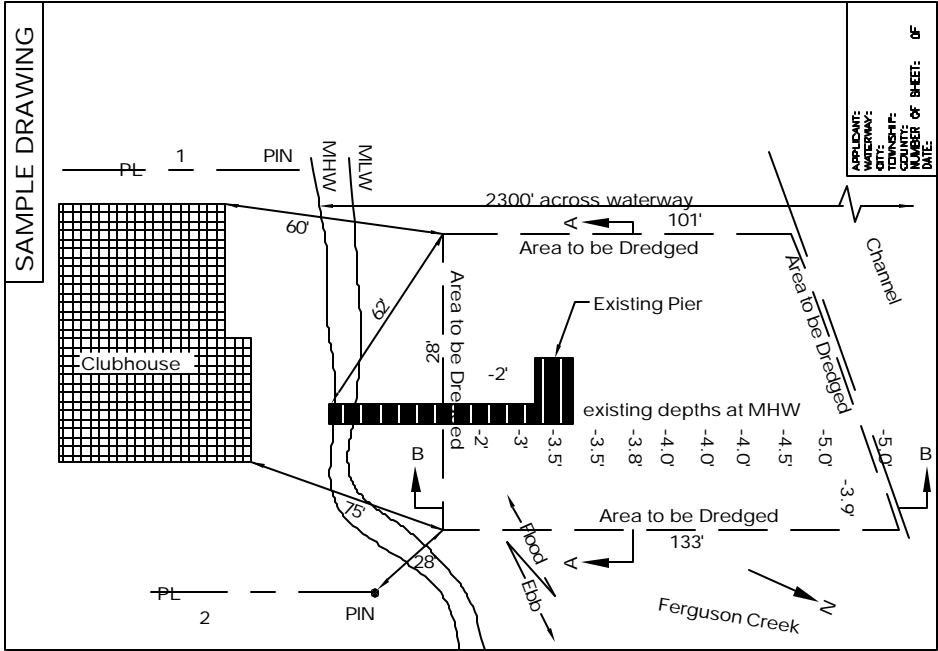 SAMPLE DRAWING
APPLICANT:
WATERWAY:
CITY:
TOWNSHIP:
COUNTY:
NUMBER OF SHEET: OF
DATE:
PL
1
PIN
MHW
MLW
2300' across waterway
A
101'
Area to be Dredged
60'
Channel
Area to be Dredged
Area to be Dredged
62'
28'
Existing Pier
-2'
Clubhouse
existing depths at MHW
-2'
-3'
-3.5'
-3.5'
-3.8'
-4.0'
-4.0'
-4.0'
-4.5'
-5.0'
-5.0'
-3.9'
B
B
75'
Area to be Dredged
133'
Flood
Ebb
A
28'
PL
2
PIN
N
Ferguson Creek